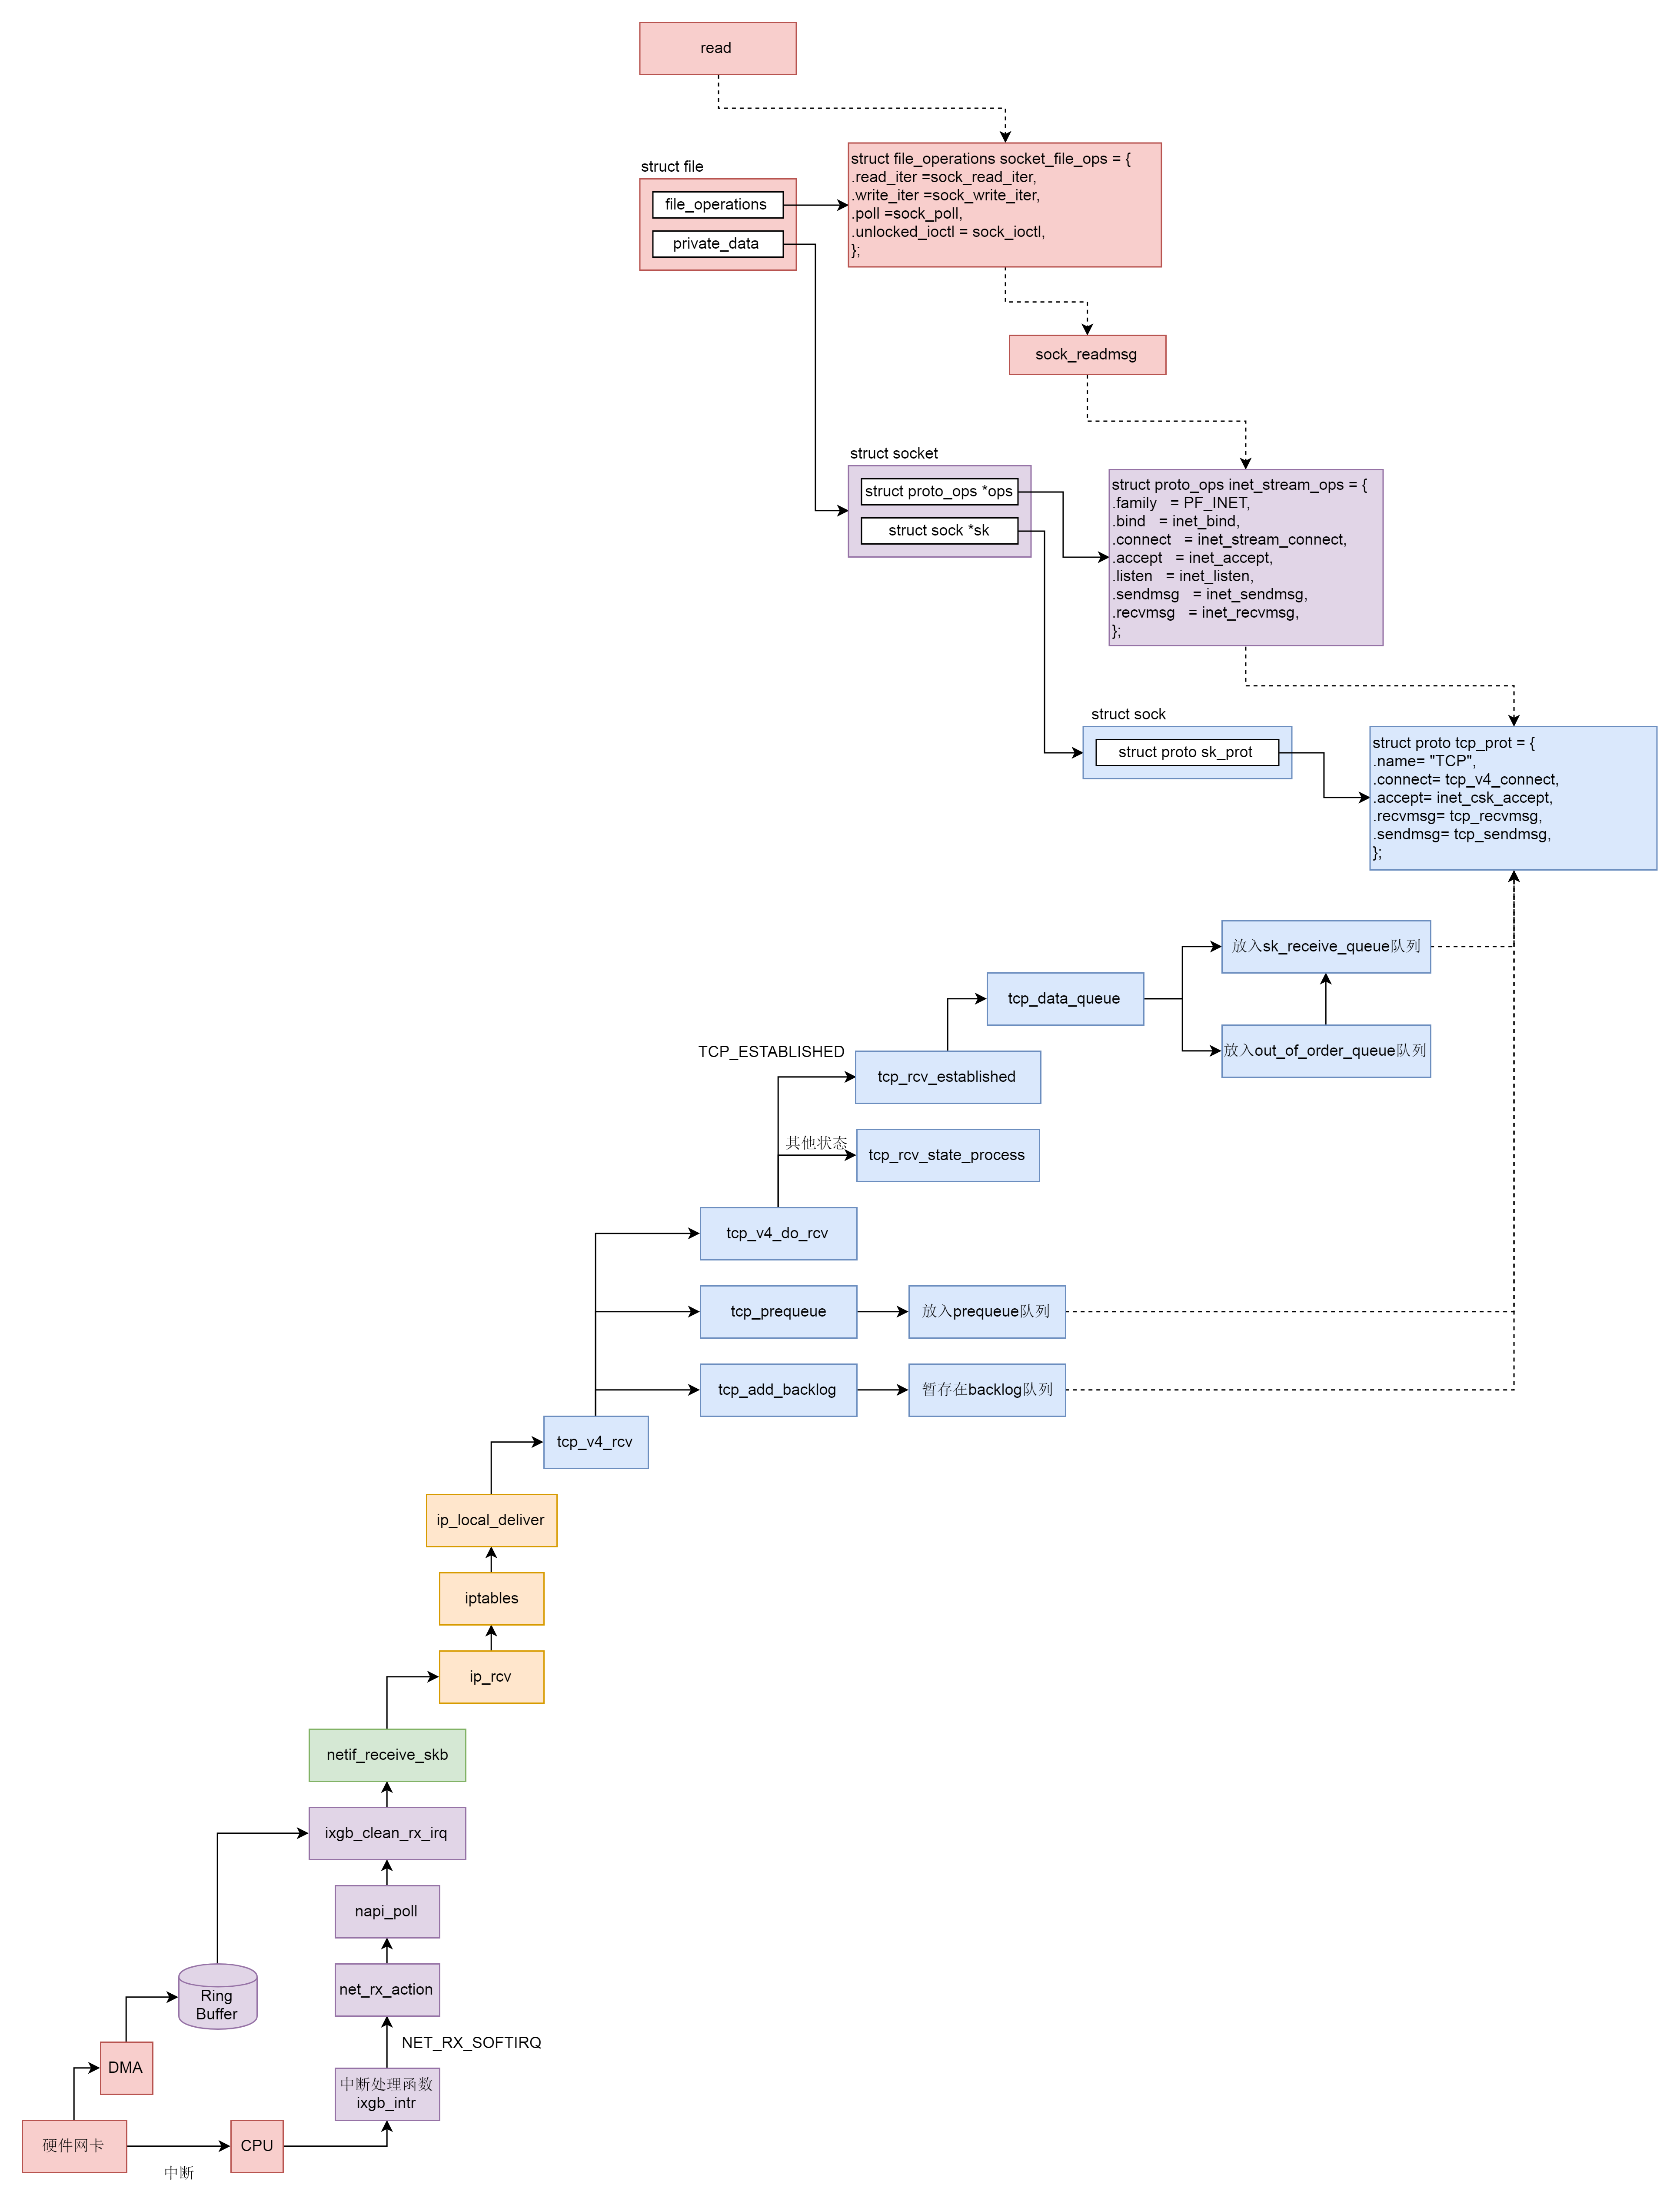 read
struct file
file_operations
private_data
struct file_operations socket_file_ops = {
.read_iter =sock_read_iter,
.write_iter =sock_write_iter,
.poll =sock_poll,
.unlocked_ioctl = sock_ioctl,
};
sock_readmsg
struct socket
struct proto_ops *ops
struct sock *sk
struct proto_ops inet_stream_ops = {
.family   = PF_INET,
.bind   = inet_bind,
.connect   = inet_stream_connect,
.accept   = inet_accept,
.listen   = inet_listen,
.sendmsg   = inet_sendmsg,
.recvmsg   = inet_recvmsg,
};
struct sock
struct proto sk_prot
struct proto tcp_prot = {
.name= "TCP",
.connect= tcp_v4_connect,
.accept= inet_csk_accept,
.recvmsg= tcp_recvmsg,
.sendmsg= tcp_sendmsg,
};
放入sk_receive_queue队列
tcp_data_queue
放入out_of_order_queue队列
TCP_ESTABLISHED
tcp_rcv_established
其他状态
tcp_rcv_state_process
tcp_v4_do_rcv
tcp_prequeue
放入prequeue队列
tcp_add_backlog
暂存在backlog队列
tcp_v4_rcv
ip_local_deliver
iptables
ip_rcv
netif_receive_skb
ixgb_clean_rx_irq
napi_poll
Ring
Buffer
net_rx_action
NET_RX_SOFTIRQ
DMA
中断处理函数
ixgb_intr
硬件网卡
CPU
中断